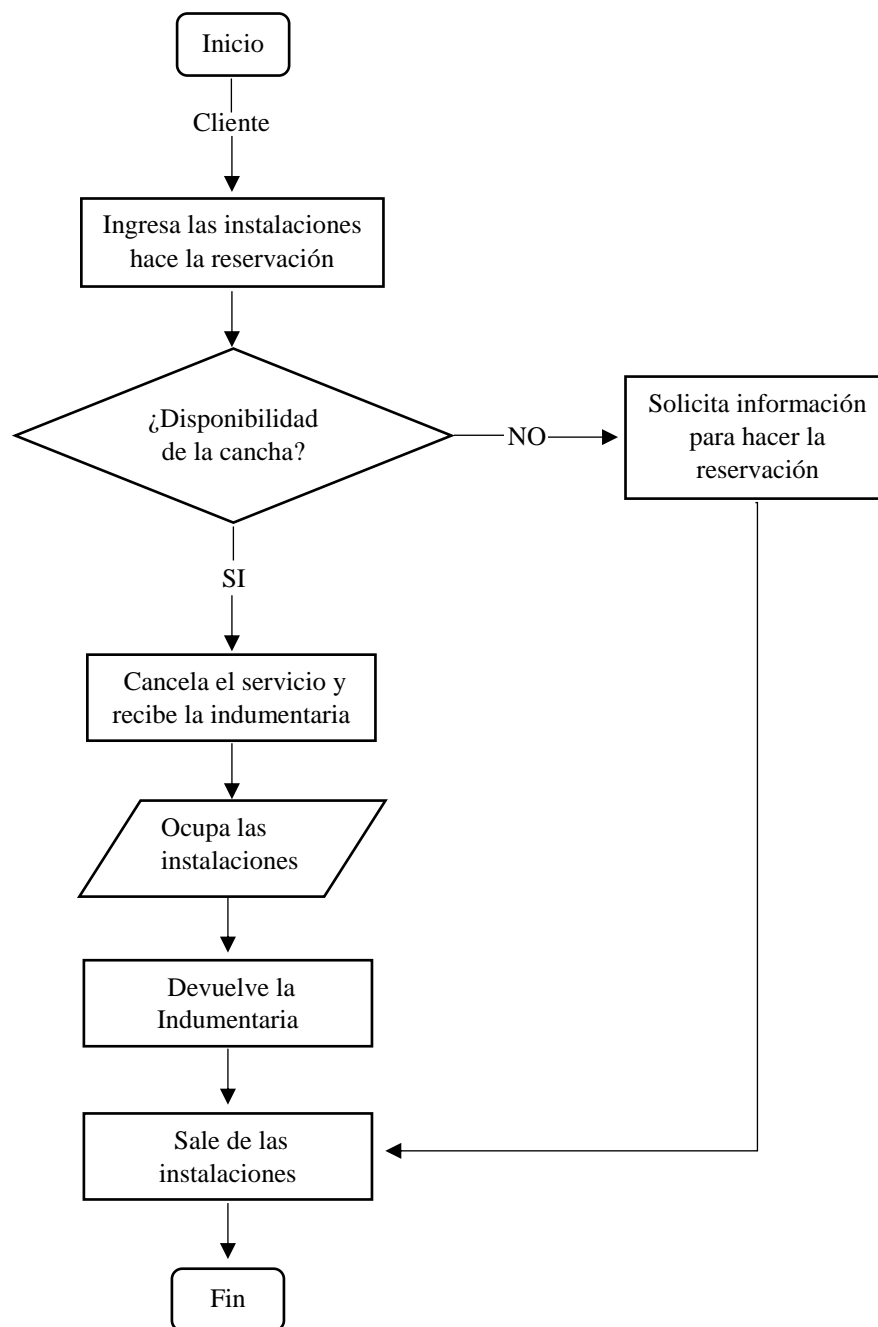 Inicio
Cliente
Ingresa las instalaciones
hace la reservación
¿Disponibilidad
de la cancha?
NO
Solicita información
para hacer la
reservación
SI
Cancela el servicio y
recibe la indumentaria
Ocupa las
instalaciones
Devuelve la
Indumentaria
Sale de las
instalaciones
Fin